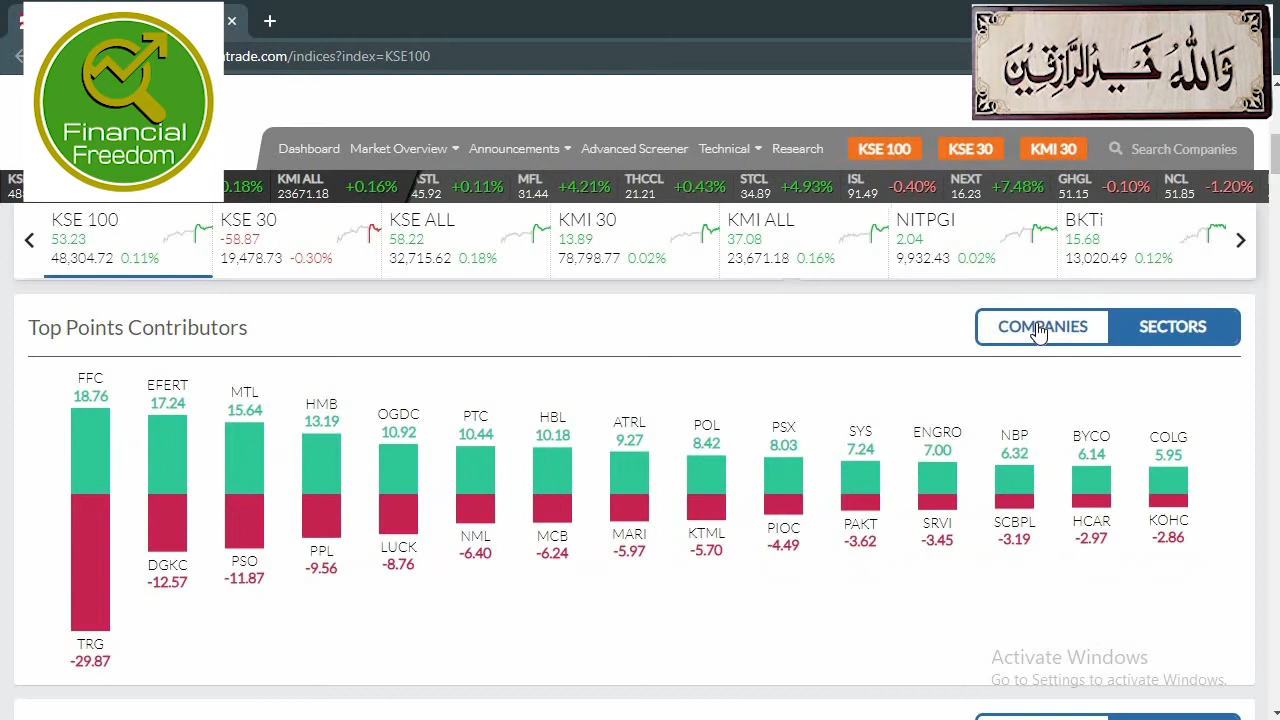 trade.com/indices?index=KSE100
Financial
Freedom
وَاللهُ خَيْرُ الرَّازِقِينَ
Dashboard Market Overview Announcements Advanced Screener Technical Research KSE 100 KSE 30 KMI 30 Search Companies
0.18% KMI ALL 23671.18 +0.16% 45.92 +0.11% MFL 31.44 +4.21% THCCL 21.21 +0.43% STCL 34.89 +4.93% ISL 91.49 -0.40% NEXT 16.23 +7.48% GHGL 51.15 -0.10% NCL 51.85 -1.20%
KSE 100 KSE 30 KSE ALL KMI 30 KMI ALL NITPGI BKTi
53.23 -58.87 58.22 13.89 37.08 2.04 15.68
48,304.72 0.11% 19,478.73 -0.30% 32,715.62 0.18% 78,798.77 0.02% 23,671.18 0.16% 9,932.43 0.02% 13,020.49 0.12%
Top Points Contributors COMPANIES SECTORS
FFC EFERT MTL HMB OGDC PTC HBL ATRL POL PSX SYS ENGRO NBP BYCO COLG
18.76 17.24 15.64 13.19 10.92 10.44 10.18 9.27 8.42 8.03 7.24 7.00 6.32 6.14 5.95
TRG DGKC PSO PPL LUCK NML MCB MARI KTML PIOC PAKT SRVI SCBPL HCAR KOHC
-29.87 -12.57 -11.87 -9.56 -8.76 -6.40 -6.24 -5.97 -5.70 -4.49 -3.62 -3.45 -3.19 -2.97 -2.86
Activate Windows
Go to Settings to activate Windows.